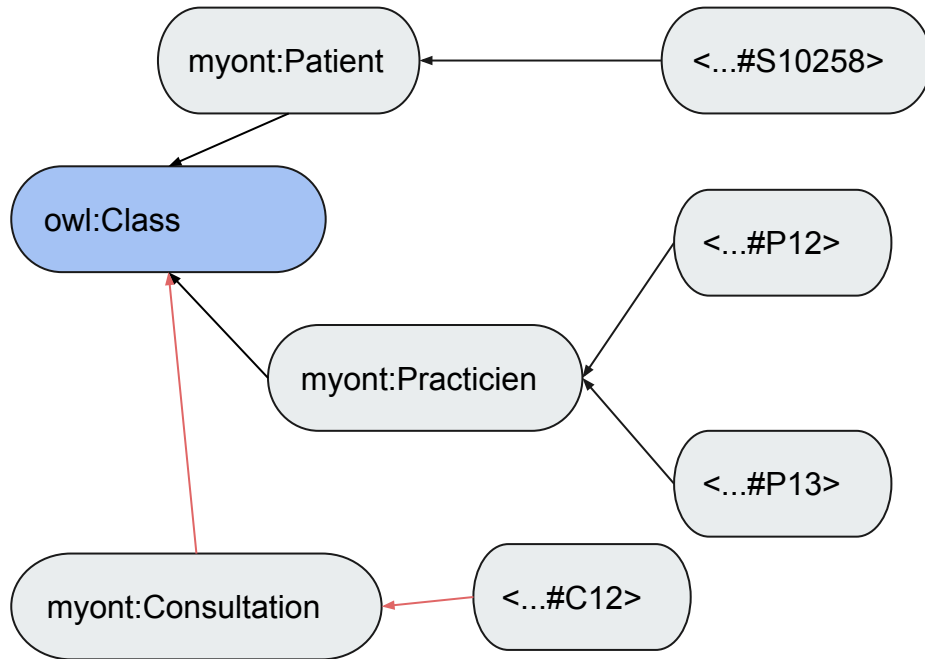 myont:Patient
<...#S10258>
owl:Class
<...#P12>
myont:Practicien
<...#P13>
myont:Consultation
<...#C12>